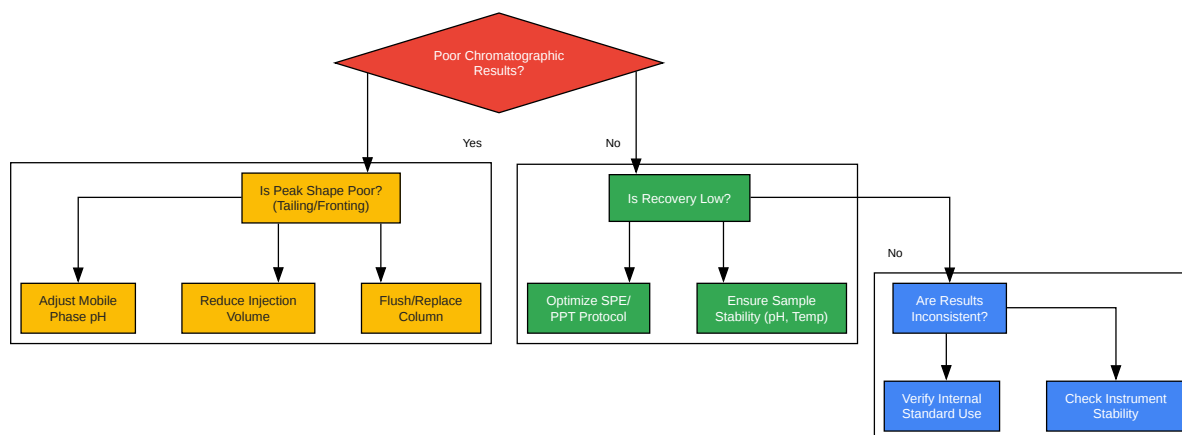 Poor Chromatographic
Results?
Yes
No
Is Peak Shape Poor?
(Tailing/Fronting)
Is Recovery Low?
No
Adjust Mobile
Phase pH
Reduce Injection
Volume
Flush/Replace
Column
Optimize SPE/
PPT Protocol
Ensure Sample
Stability (pH, Temp)
Are Results
Inconsistent?
Verify Internal
Standard Use
Check Instrument
Stability